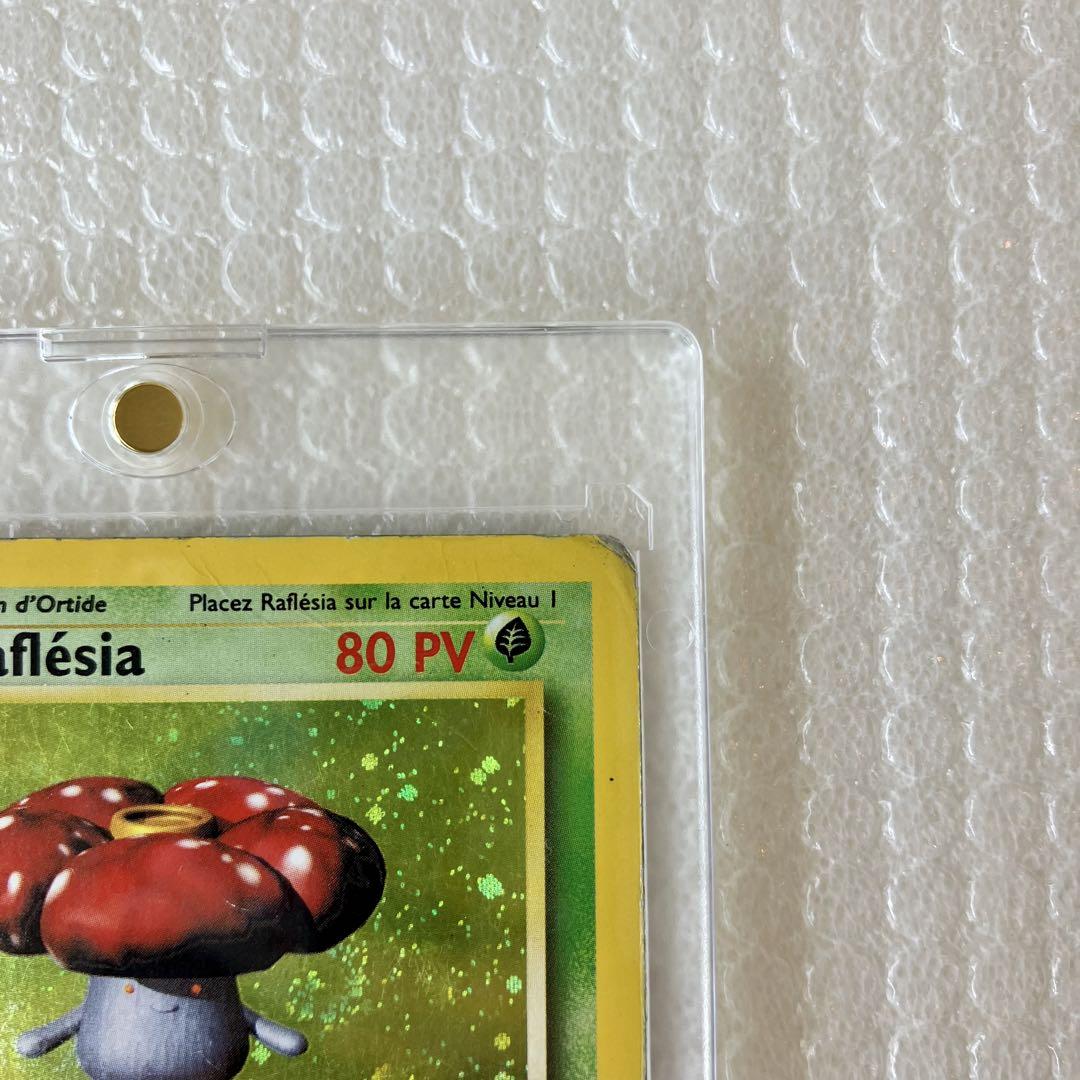 d'Ortide Placez Raflésia sur la carte Niveau 1
aflésia 80 PV